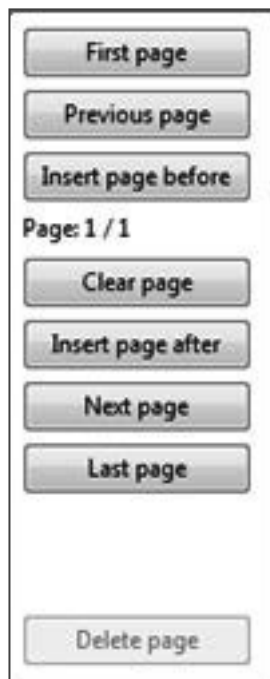 First page
Previous page
Insert page before
Page: 1 / 1
Clear page
Insert page after
Next page
Last page
Delete page